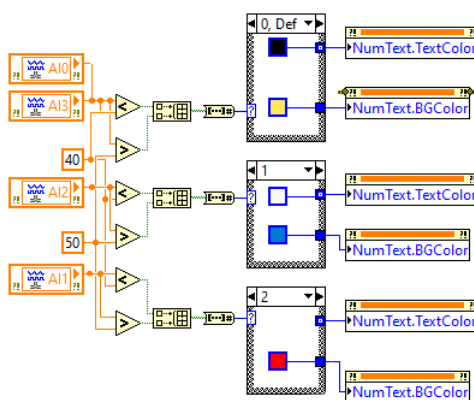 0, Def
AI0
NumText.TextColor
AI3
NumText.BGColor
40
1
AI2
NumText.TextColor
50
NumText.BGColor
AI1
2
NumText.TextColor
NumText.BGColor